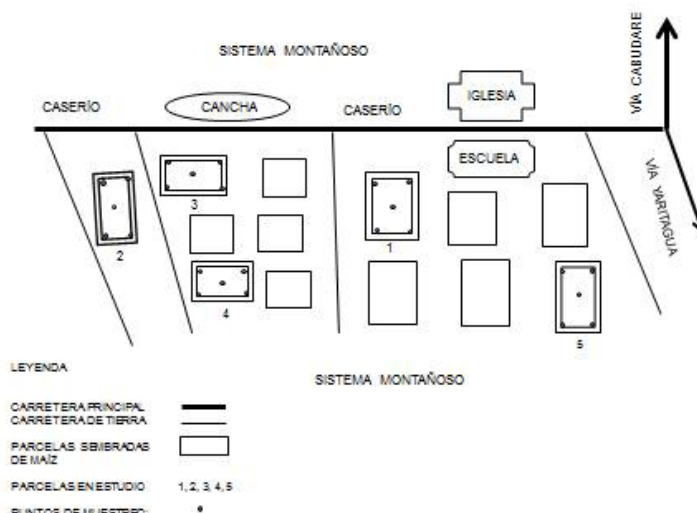 SISTEMA MONTAÑOSO
VÍA CABUDARE
CASERÍO
CANCHA
CASERÍO
IGLESIA
ESCUELA
VÍA YARITAGUA
3
2
1
4
5
LEYENDA
SISTEMA MONTAÑOSO
CARRETERA PRINCIPAL
CARRETERA DE TIERRA
PARCELAS SEMBRADAS
DE MAÍZ
PARCELAS EN ESTUDIO 1, 2, 3, 4, 5
PUNTOS DE MUESTREO